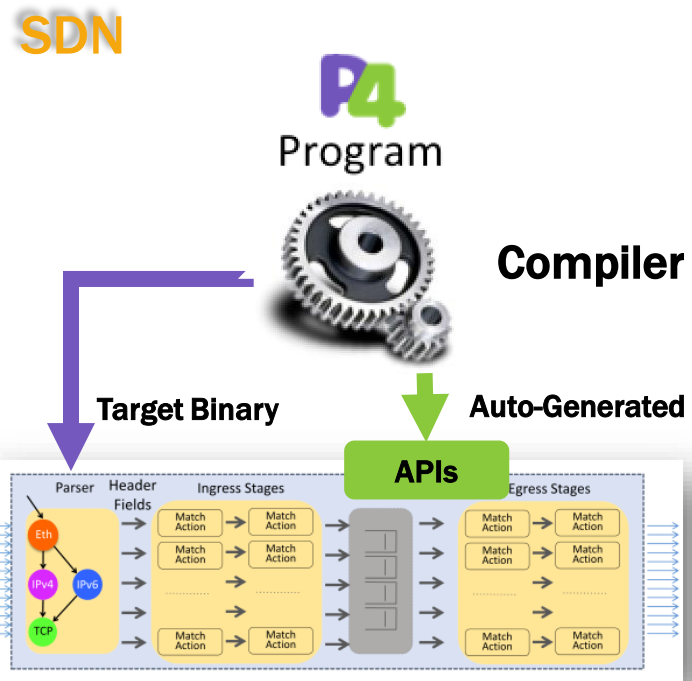 SDN
P4
Program
Compiler
Target Binary
Auto-Generated
APIs
Parser
Header
Fields
Ingress Stages
Egress Stages
Eth
IPv4
IPv6
TCP
Match
Action
Match
Action
Match
Action
Match
Action
...............
...............
Match
Action
Match
Action
Match
Action
Match
Action
Match
Action
Match
Action
...............
...............
Match
Action
Match
Action